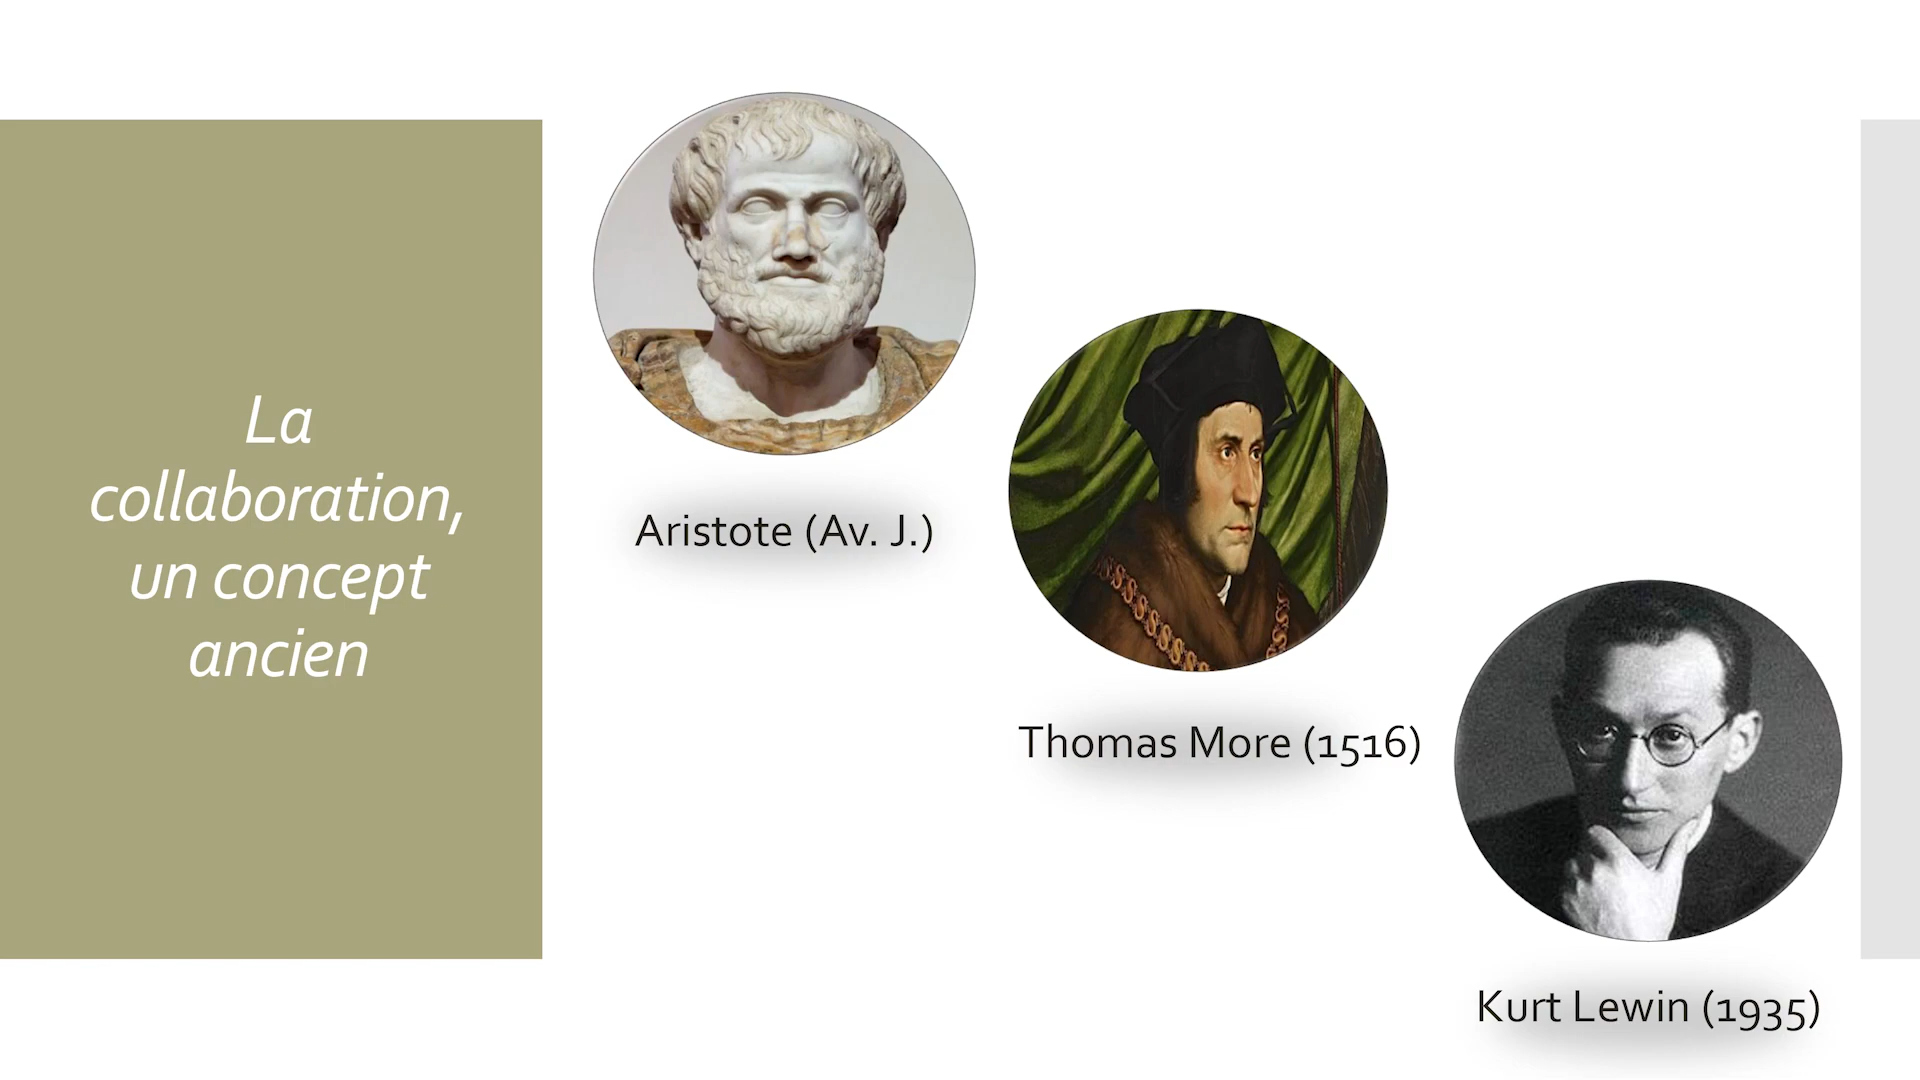 La
collaboration,
un concept
ancien
Aristote (Av. J.)
Thomas More (1516)
Kurt Lewin (1935)